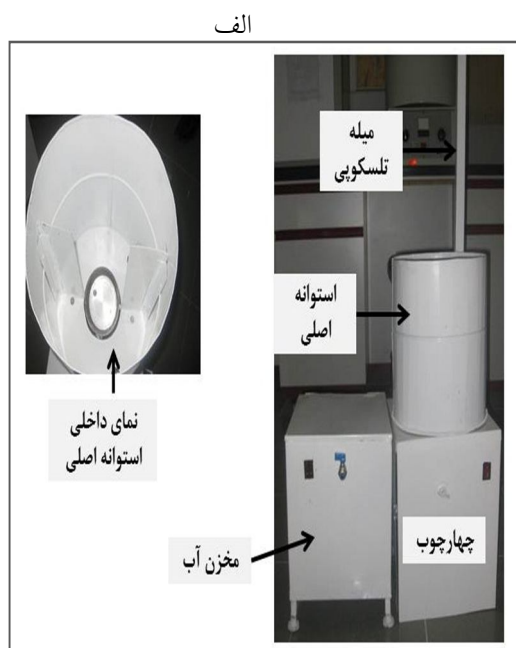 الف
میله
تلسکوپی
استوانه
اصلی
نمای داخلی
استوانه اصلی
چهارچوب
مخزن آب